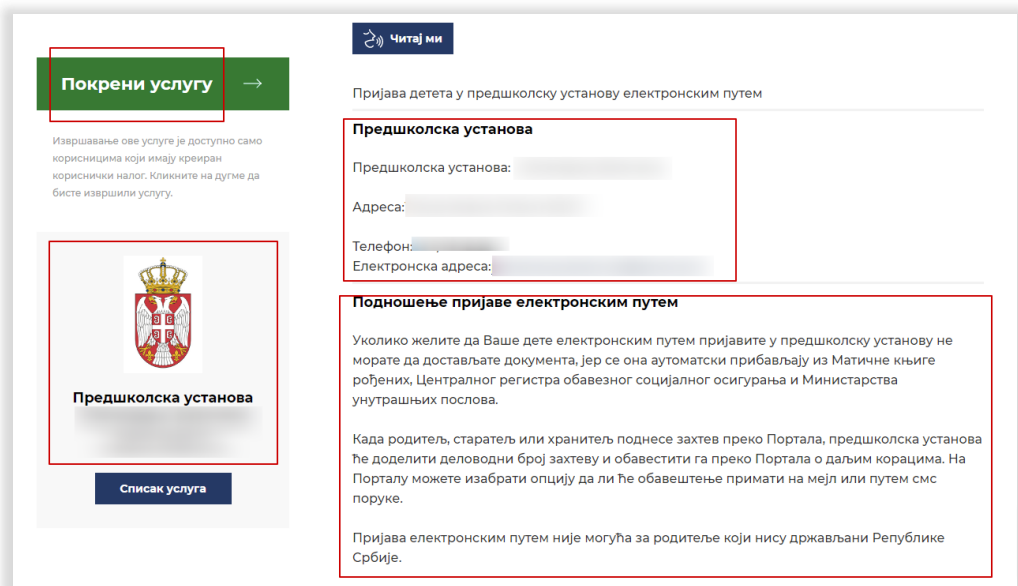 Покрени услугу
Извршавање ове услуге је доступно само
корисницима који имају креиран
кориснички налог. Кликните на дугме да
бисте извршили услугу.
Предшколска установа
Списак услуга
Читај ми
Пријава детета у предшколску установу електронским путем
Предшколска установа
Предшколска установа:
Адреса:
Телефон:
Електронска адреса:
Подношење пријаве електронским путем
Уколико желите да Ваше дете електронским путем пријавите у предшколску установу не
морате да достављате документа, јер се она аутоматски прибављају из Матичне књиге
рођених, Централног регистра обавезног социјалног осигурања и Министарства
унутрашњих послова.
Када родитељ, старатељ или хранитељ поднесе захтев преко Портала, предшколска установа
ће доделити деловодни број захтеву и обавестити га преко Портала о даљим корацима. На
Порталу можете изабрати опцију да ли ће обавештење примати на мејл или путем смс
поруке.
Пријава електронским путем није могућа за родитеље који нису држављани Републике
Србије.